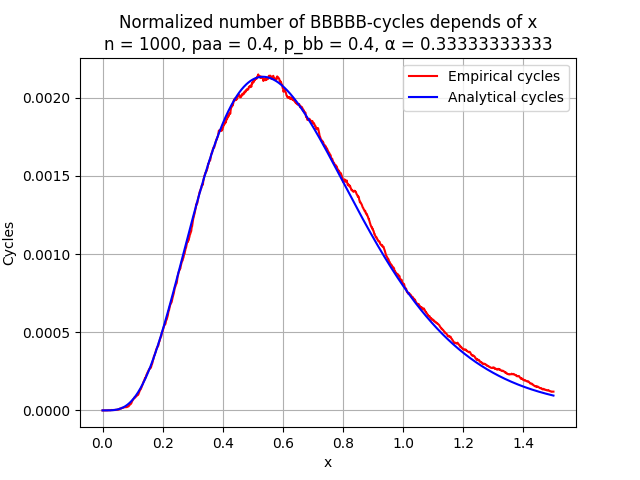 Normalized number of BBBBB-cycles depends of x
n = 1000, paa = 0.4, p_bb = 0.4, α = 0.33333333333
Empirical cycles
Analytical cycles
0.0020
0.0015
0.0010
0.0005
0.0000
Cycles
0.0 0.2 0.4 0.6 0.8 1.0 1.2 1.4
x